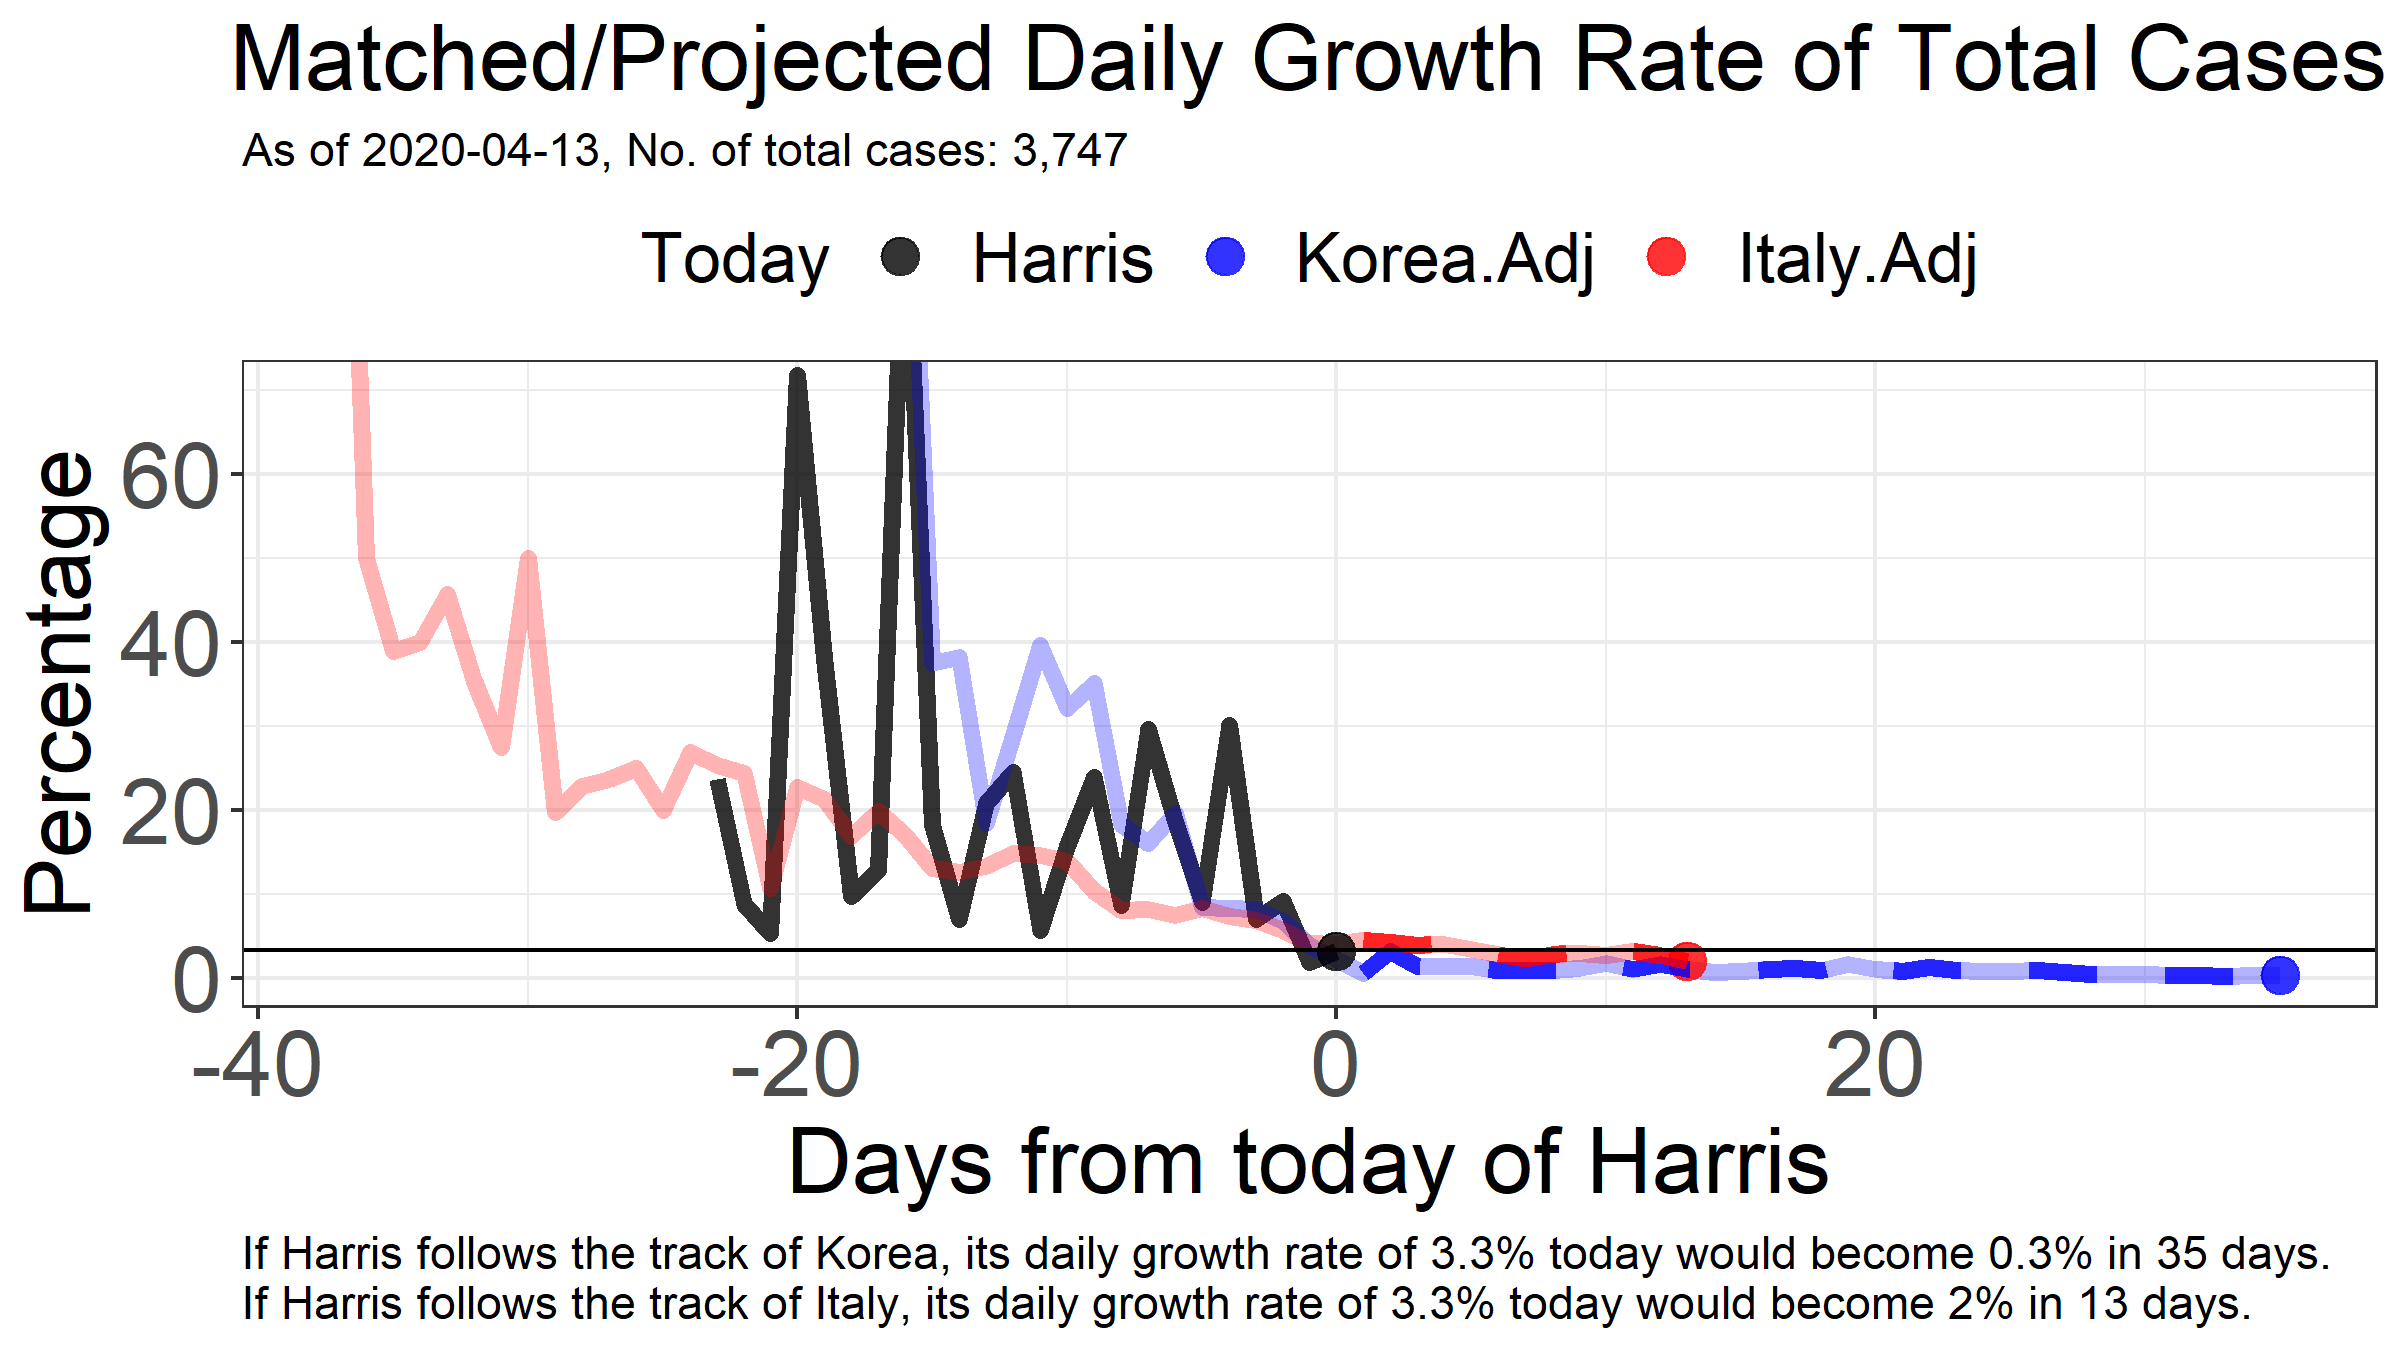 Matched/Projected Daily Growth Rate of Total Cases
As of 2020-04-13, No. of total cases: 3,747
Today Harris Korea.Adj Italy.Adj
Percentage
60
40
20
0
-40 -20 0 20
Days from today of Harris
If Harris follows the track of Korea, its daily growth rate of 3.3% today would become 0.3% in 35 days.
If Harris follows the track of Italy, its daily growth rate of 3.3% today would become 2% in 13 days.